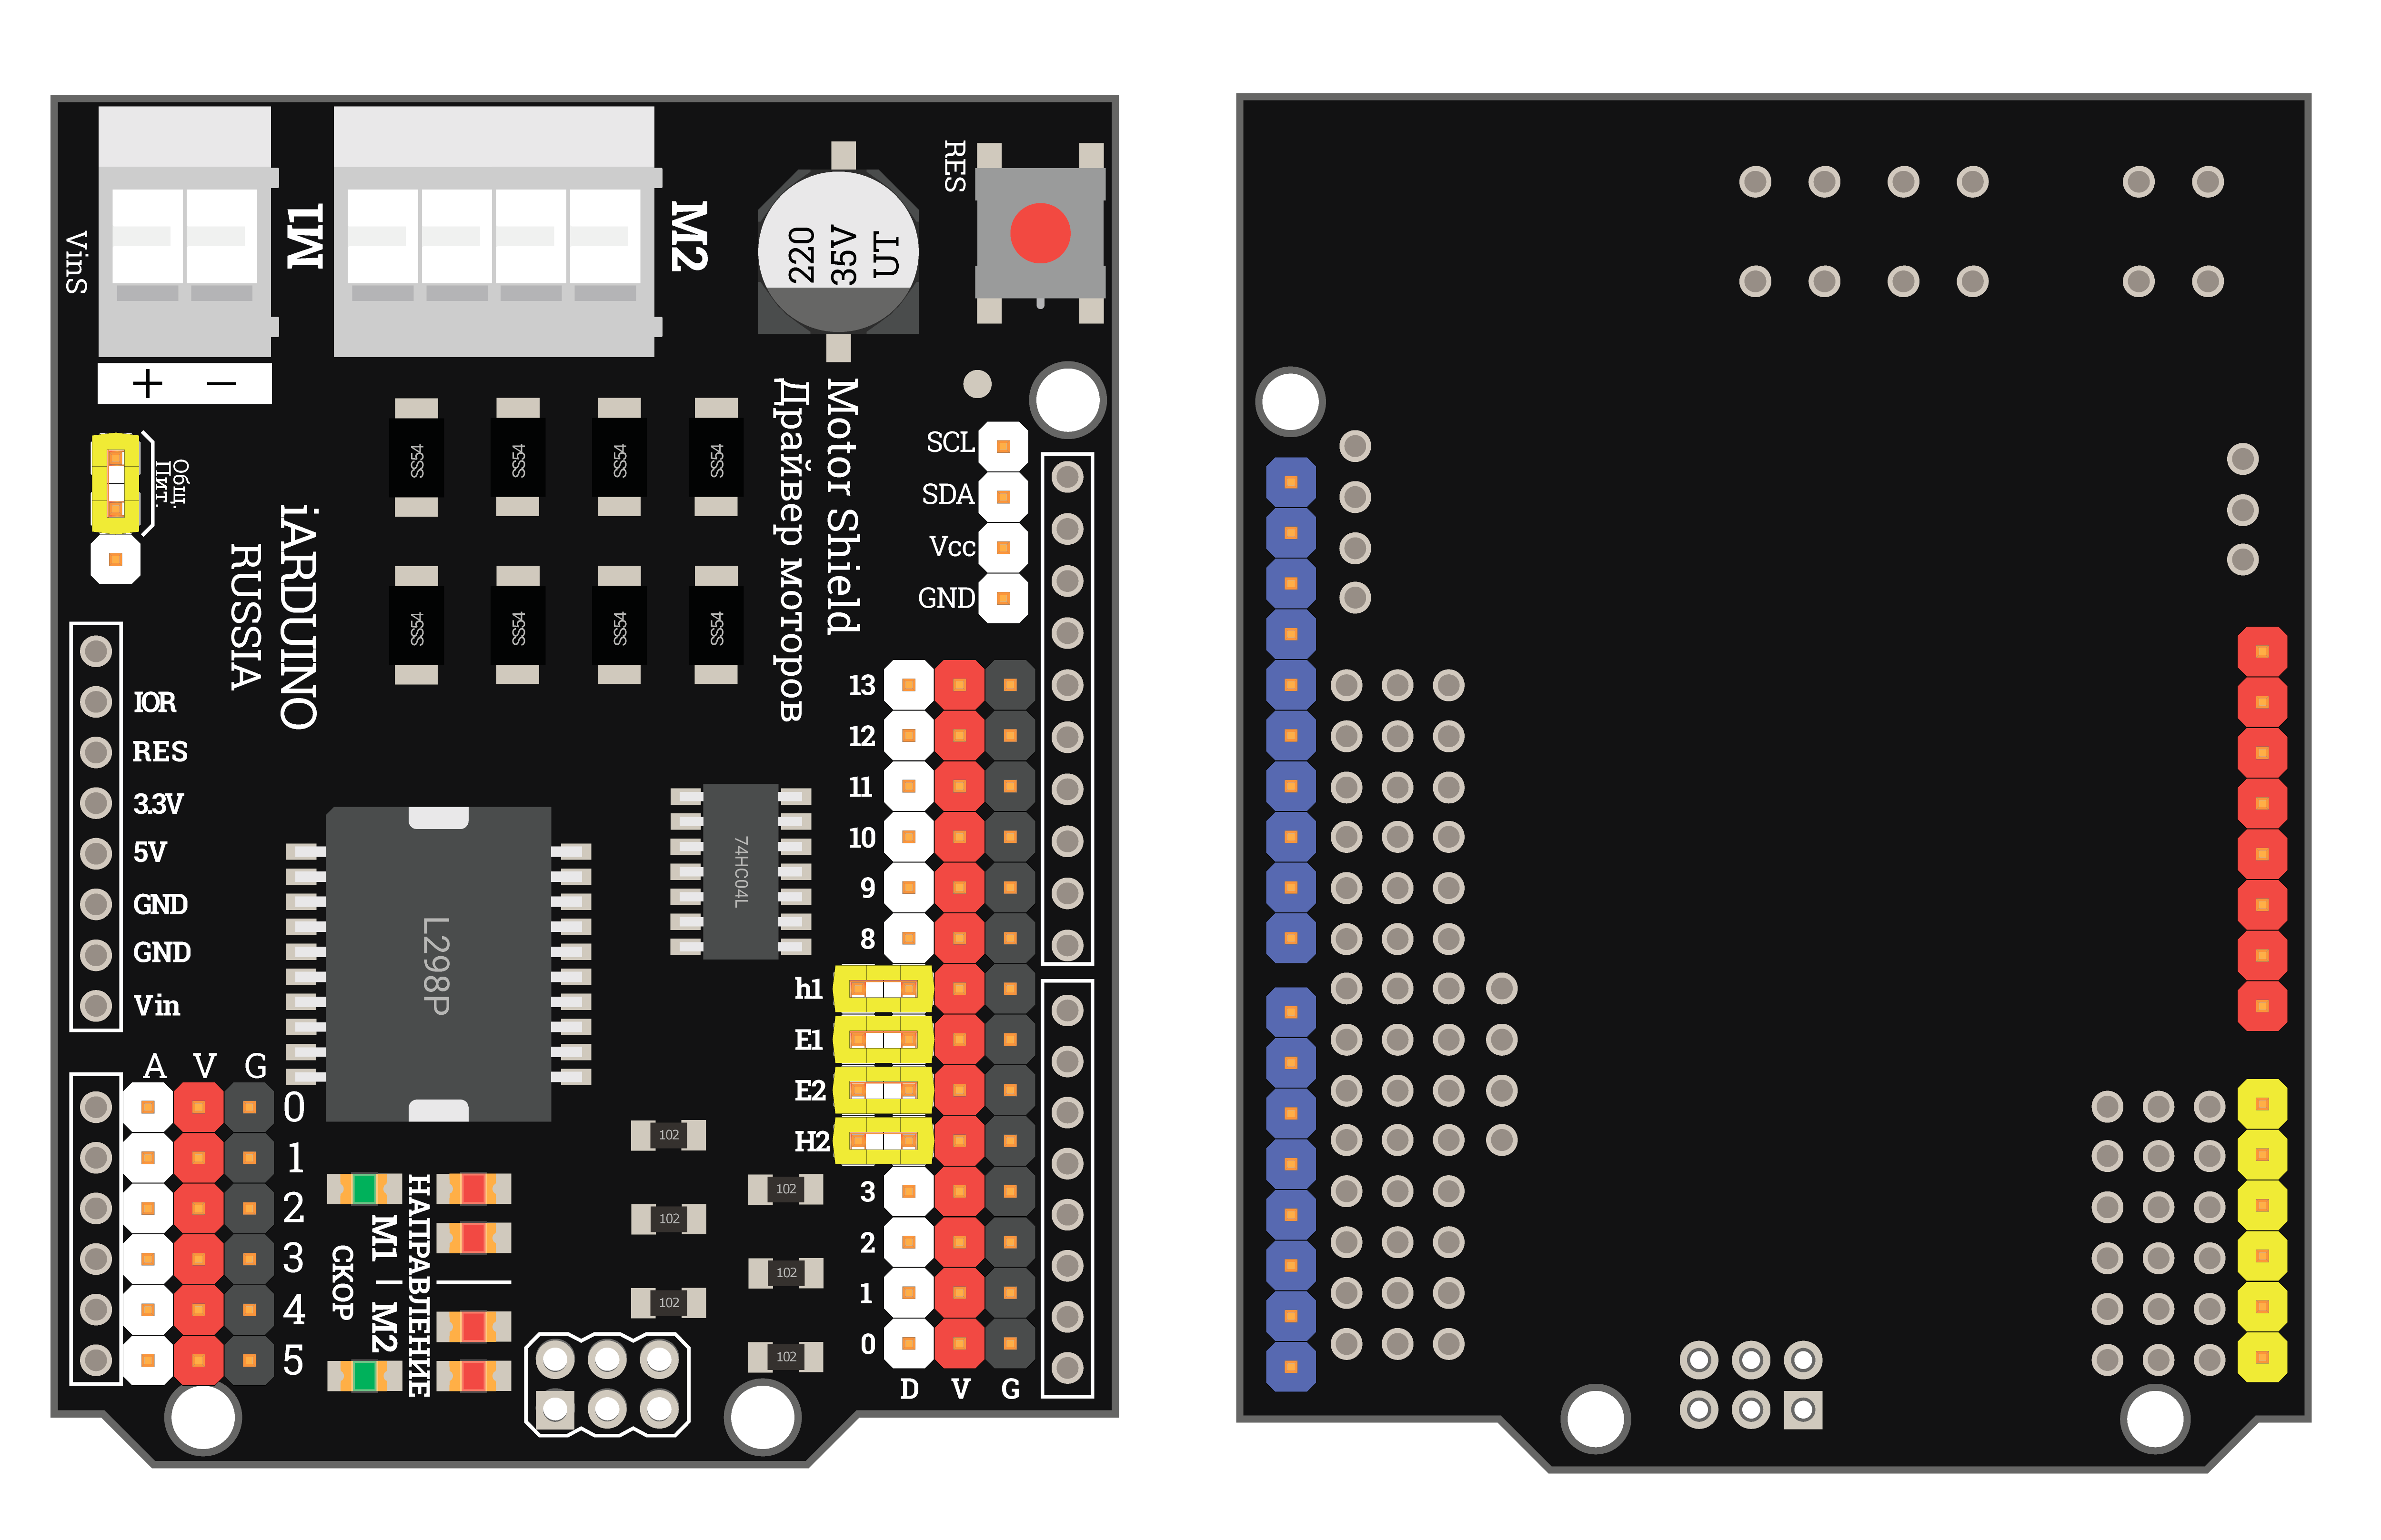 VinS
M1
M2
220
35V
UT
RES
+ −
Общ.
Пит.
iARDUINO
RUSSIA
SS54
SS54
SS54
SS54
SS54
SS54
SS54
SS54
Motor Shield
Драйвер моторов
SCL
SDA
Vcc
GND
IOR
RES
3.3V
5V
GND
GND
Vin
L298P
74HC04L
13
12
11
10
9
8
h1
E1
E2
H2
3
2
1
0
D V G
A V G
0
1
2
3
4
5
НАПРАВЛЕНИЕ
M1 | M2
СКОР
102
102
102
102
102
102